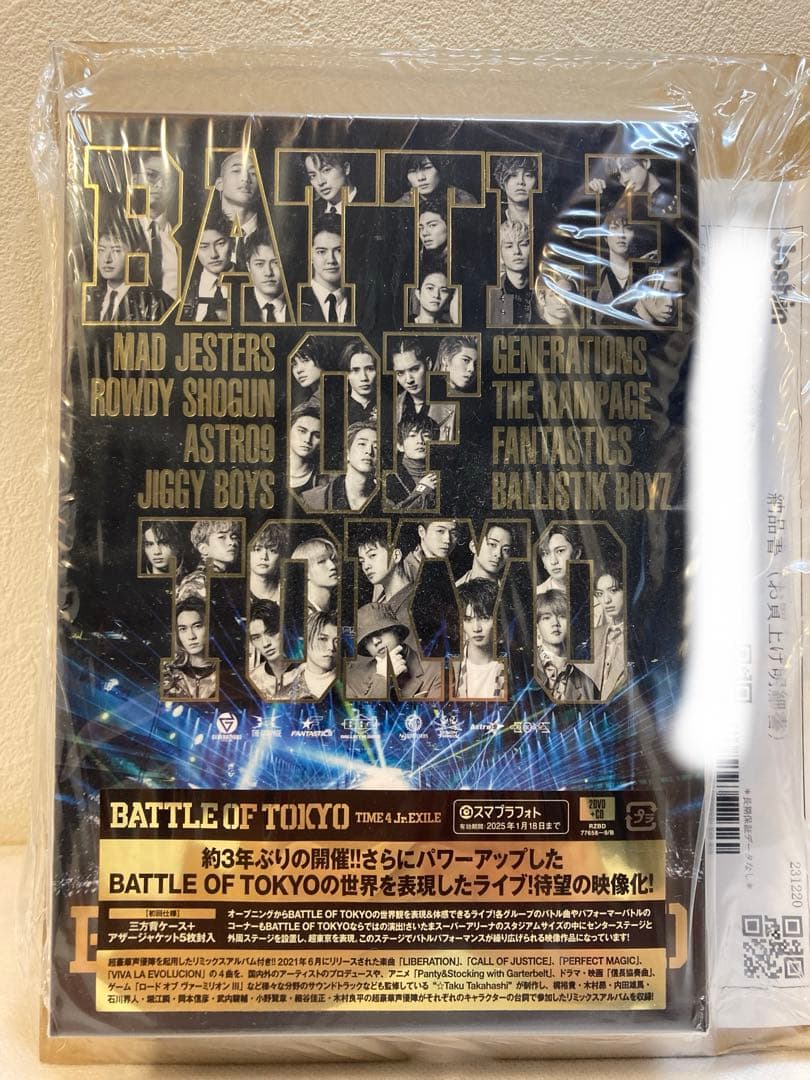 BATTLE
MAD JESTERS
ROWDY SHOGUN
ASTRO9
JIGGY BOYS
OF
GENERATIONS
THE RAMPAGE
FANTASTICS
BALLISTIK BOYZ
TOKYO
BATTLE OF TOKYO TIME 4 Jr.EXILE
スマプラフォト
有効期間:2025年1月18日まで
2DVD
+CD
RZBD
77658~9/B
プラ
約3年ぶりの開催!!さらにパワーアップした
BATTLE OF TOKYOの世界を表現したライブ!待望の映像化!
【初回仕様】
三方背ケース+
アザージャケット5枚封入
オープニングからBATTLE OF TOKYOの世界観を表現&体感できるライブ!各グループのバトル曲やパフォーマーバトルの
コーナーもBATTLE OF TOKYOならではの演出!さいたまスーパーアリーナのスタジアムサイズの中にセンターステージと
外周ステージを設置し、超東京を表現。このステージでバトルパフォーマンスが繰り広げられる映像作品になっています!
超豪華声優陣を起用したリミックスアルバム付き!! 2021年6月にリリースされた楽曲「LIBERATION」、「CALL OF JUSTICE」、「PERFECT MAGIC」、
「VIVA LA EVOLUCION」の4曲を、国内外のアーティストのプロデュースや、アニメ「Panty&Stocking with Garterbelt」、ドラマ・映画「信長協奏曲」、
ゲーム「ロード オブ ヴァーミリオン III」など様々な分野のサウンドトラックなども監修している"☆Taku Takahashi"が制作し、梶裕貴・木村昴・内田雄馬・
石川界人・堀江瞬・岡本信彦・武内駿輔・小野賢章・細谷佳正・木村良平の超豪華声優陣がそれぞれのキャラクターの台詞で参加したリミックスアルバムを収録!
納品書(お買上げ明細書)
*長期保証データなし*
231220